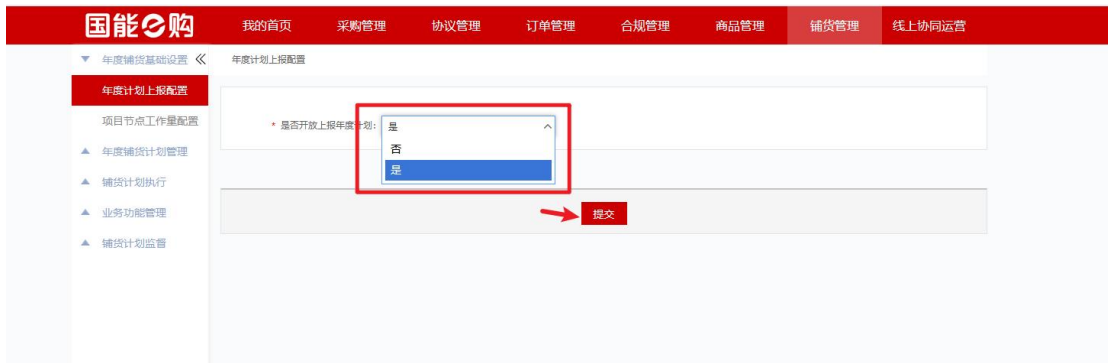 国能e购
我的首页 采购管理 协议管理 订单管理 合规管理 商品管理 铺货管理 线上协同运营
年度铺货基础设置
年度计划上报配置
项目节点工作量配置
年度铺货计划管理
铺货计划执行
业务功能管理
铺货计划监督
年度计划上报配置
* 是否开放上报年度计划: 是
否
是
提交